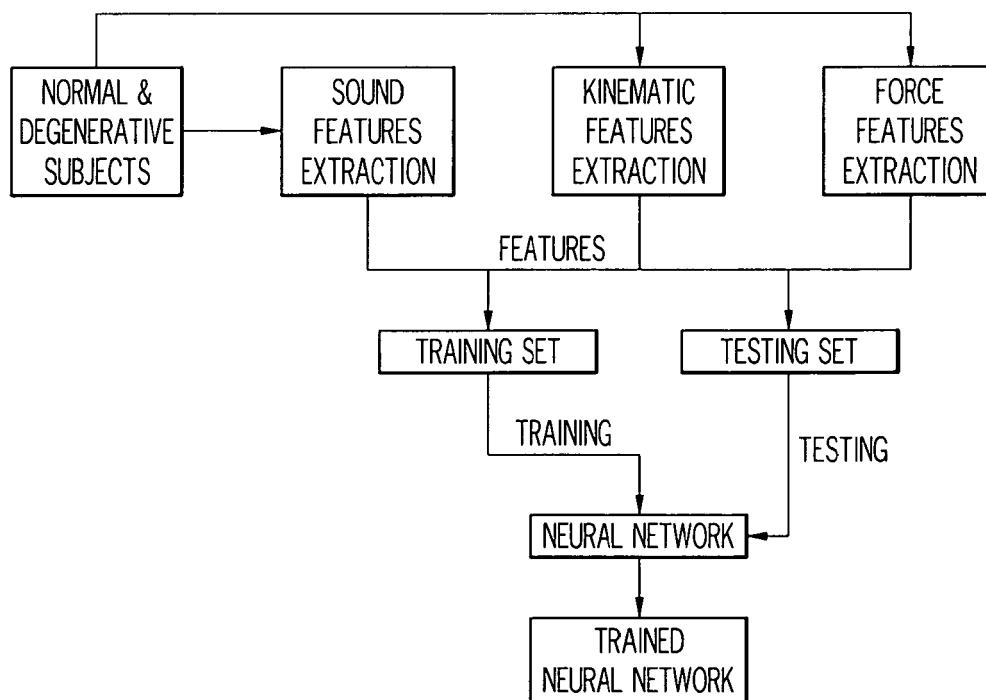 NORMAL &
DEGENERATIVE
SUBJECTS
SOUND
FEATURES
EXTRACTION
KINEMATIC
FEATURES
EXTRACTION
FORCE
FEATURES
EXTRACTION
FEATURES
TRAINING SET
TESTING SET
TRAINING
TESTING
NEURAL NETWORK
TRAINED
NEURAL NETWORK